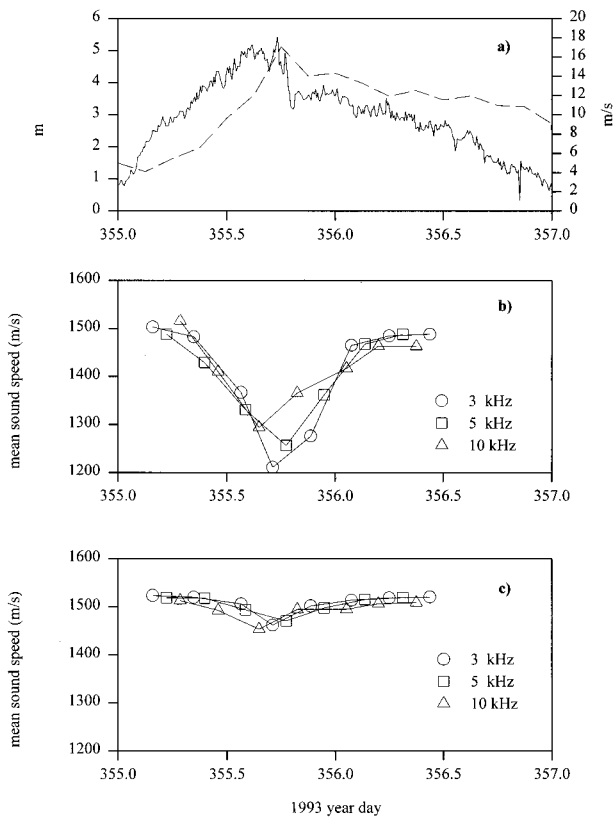 6
5
4
3
2
1
0
m
20
18
16
14
12
10
8
6
4
2
0
m/s
a)
355.0 355.5 356.0 356.5 357.0
1600
1500
1400
1300
1200
mean sound speed (m/s)
b)
3 kHz
5 kHz
10 kHz
355.0 355.5 356.0 356.5 357.0
1600
1500
1400
1300
1200
mean sound speed (m/s)
c)
3 kHz
5 kHz
10 kHz
355.0 355.5 356.0 356.5 357.0
1993 year day